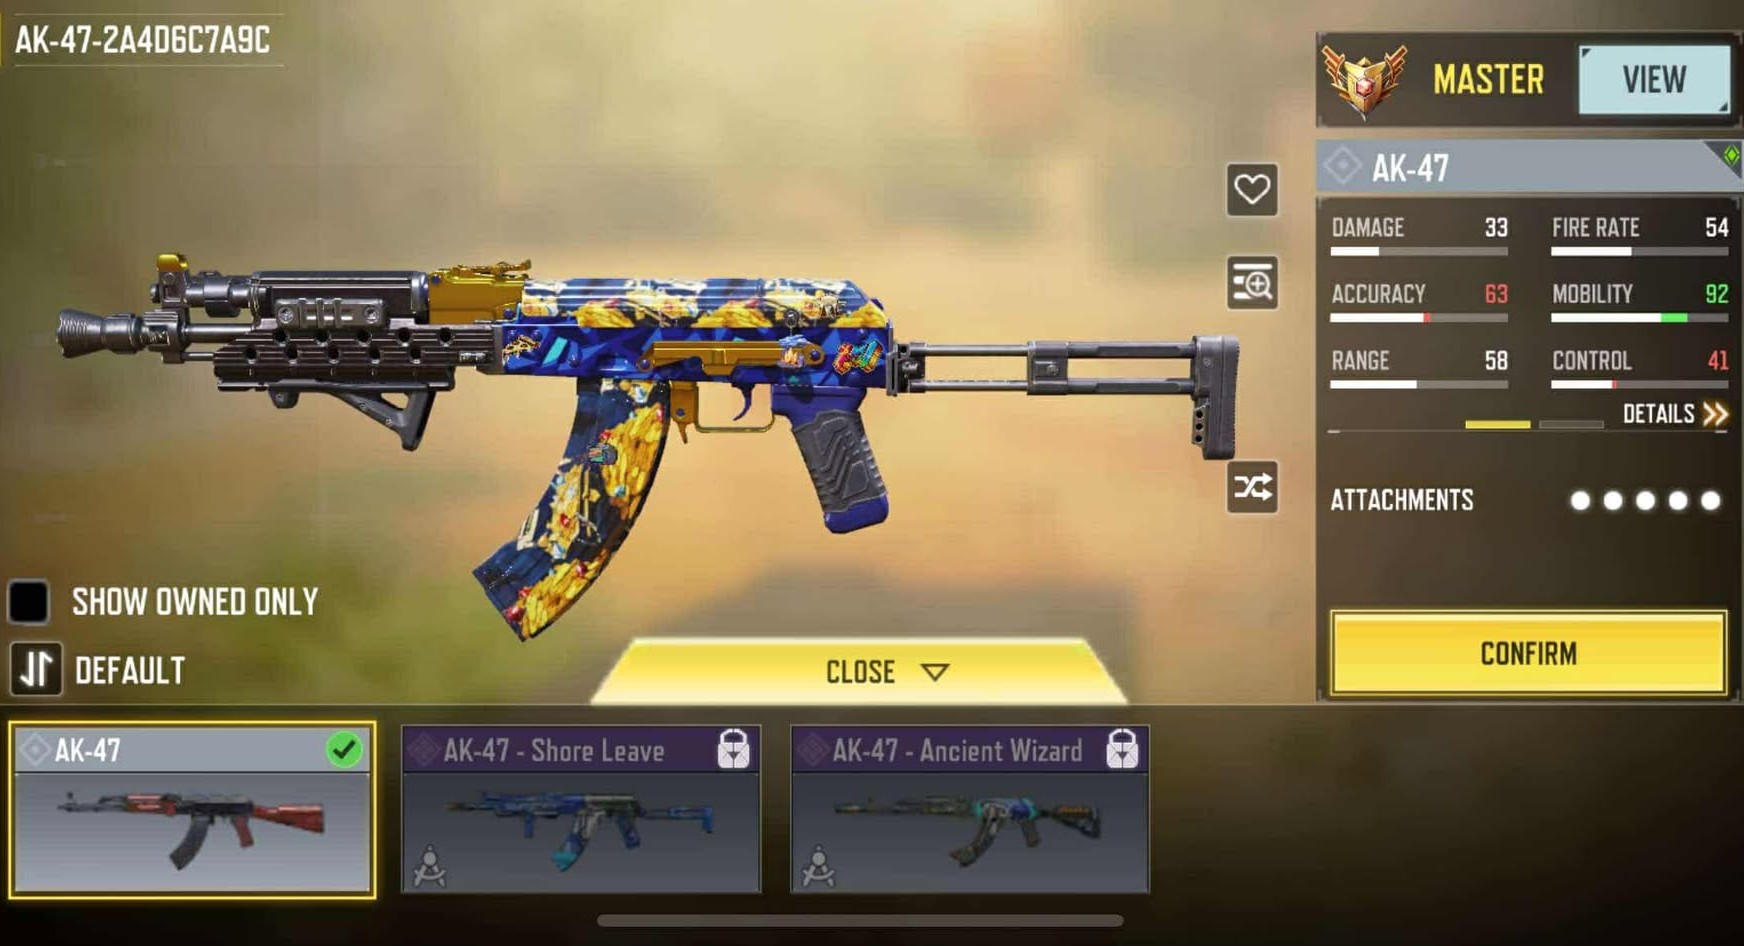 AK-47-2A4D6C7A9C
MASTER
VIEW
AK-47
DAMAGE 33 FIRE RATE 54
ACCURACY 63 MOBILITY 92
RANGE 58 CONTROL 41
DETAILS
ATTACHMENTS
SHOW OWNED ONLY
DEFAULT
CLOSE
CONFIRM
AK-47
AK-47 - Shore Leave
AK-47 - Ancient Wizard